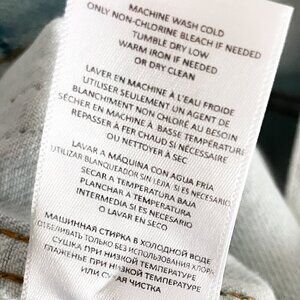 MACHINE WASH COLD
ONLY NON-CHLORINE BLEACH IF NEEDED
TUMBLE DRY LOW
WARM IRON IF NEEDED
OR DRY CLEAN
LAVER EN MACHINE À L'EAU FROIDE
UTILISER SEULEMENT UN AGENT DE
BLANCHIMENT NON CHLORÉ AU BESOIN
SÉCHER EN MACHINE À BASSE TEMPÉRATURE
REPASSER À FER CHAUD SI NÉCESSAIRE
OU NETTOYER À SEC
LAVAR A MÁQUINA CON AGUA FRIA
UTILIZAR BLANQUEADOR SIN LEJIA SI ES NECESARIO
SECAR A TEMPERATURA BAJA
PLANCHAR A TEMPERATURA
INTERMEDIA SI ES NECESARIO
O LAVAR EN SECO
МАШИННАЯ СТИРКА В ХОЛОДНОЙ ВОДЕ
ОТБЕЛИВАТЬ ТОЛЬКО БЕЗ ИСПОЛЬЗОВАНИЯ ХЛОРА
СУШКА ПРИ НИЗКОЙ ТЕМПЕРАТУРЕ
ГЛАЖЕНЬЕ ПРИ НИЗКОЙ ТЕМПЕРАТУРЕ
ИЛИ СУХАЯ ЧИСТКА